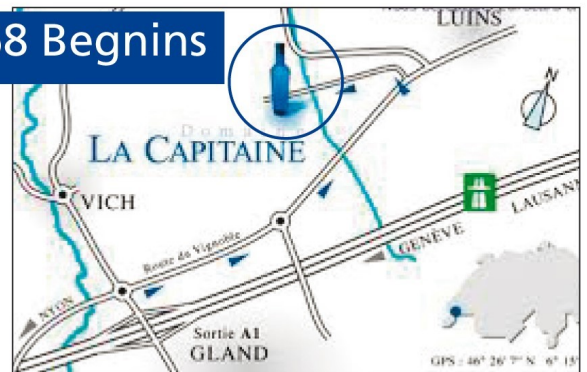 68 Begnins
LUINS
N
Domaine
LA CAPITAINE
VICH
LAUSANN
GENÈVE
Route du Vignoble
NYON
Sortie A1
GLAND
GPS : 46° 26' 7" N 6° 15'